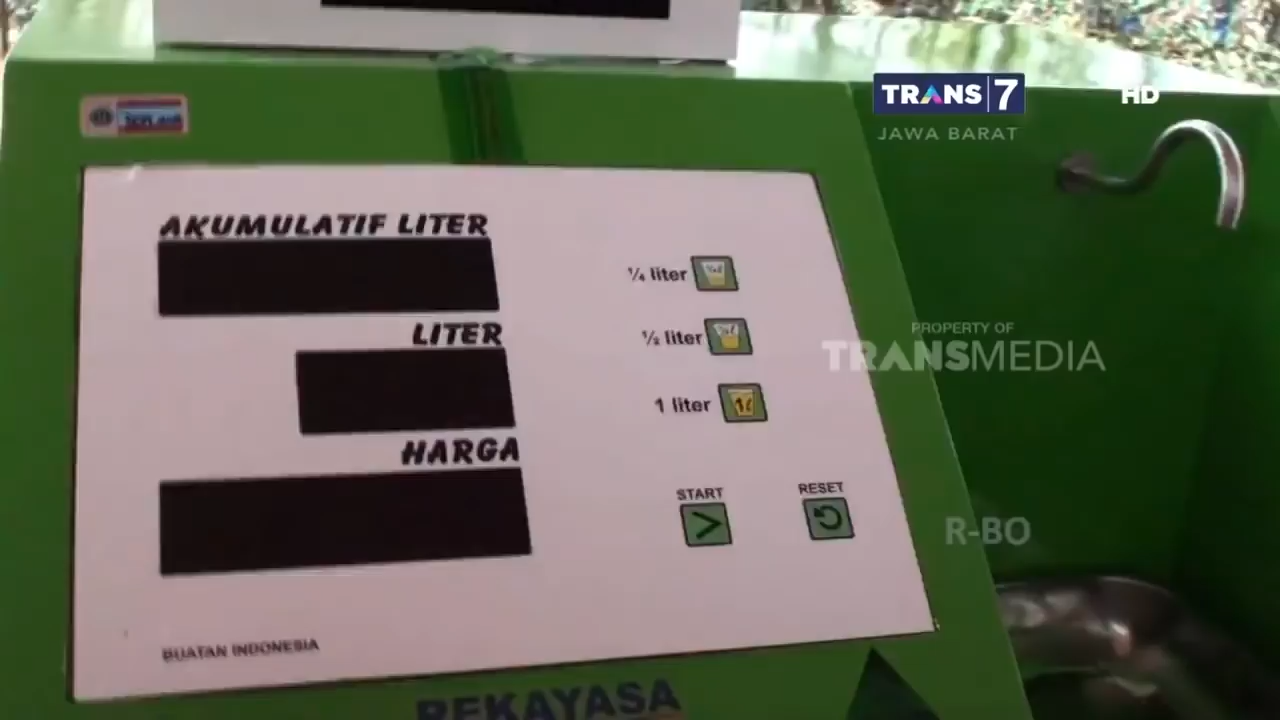 TRANS 7
HD
JAWA BARAT
AKUMULATIF LITER
LITER
HARGA
¼ liter
½ liter
1 liter
1ℓ
START
RESET
PROPERTY OF
TRANSMEDIA
R-BO
BUATAN INDONESIA
REKAYASA